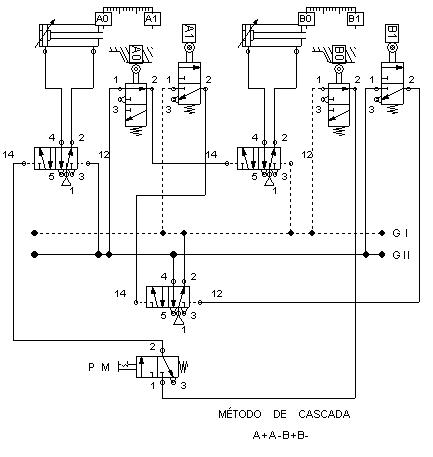 A0 A1 B0 B1
A0 A1 B0 B1
1 2 1 2 1 2 1 2
3 3 3 3
4 2 4 2
14 12 14 12
5 3 5 3
1 1
G I
G II
4 2
14 12
5 3
1
2
P M
1 3
MÉTODO DE CASCADA
A+A-B+B-